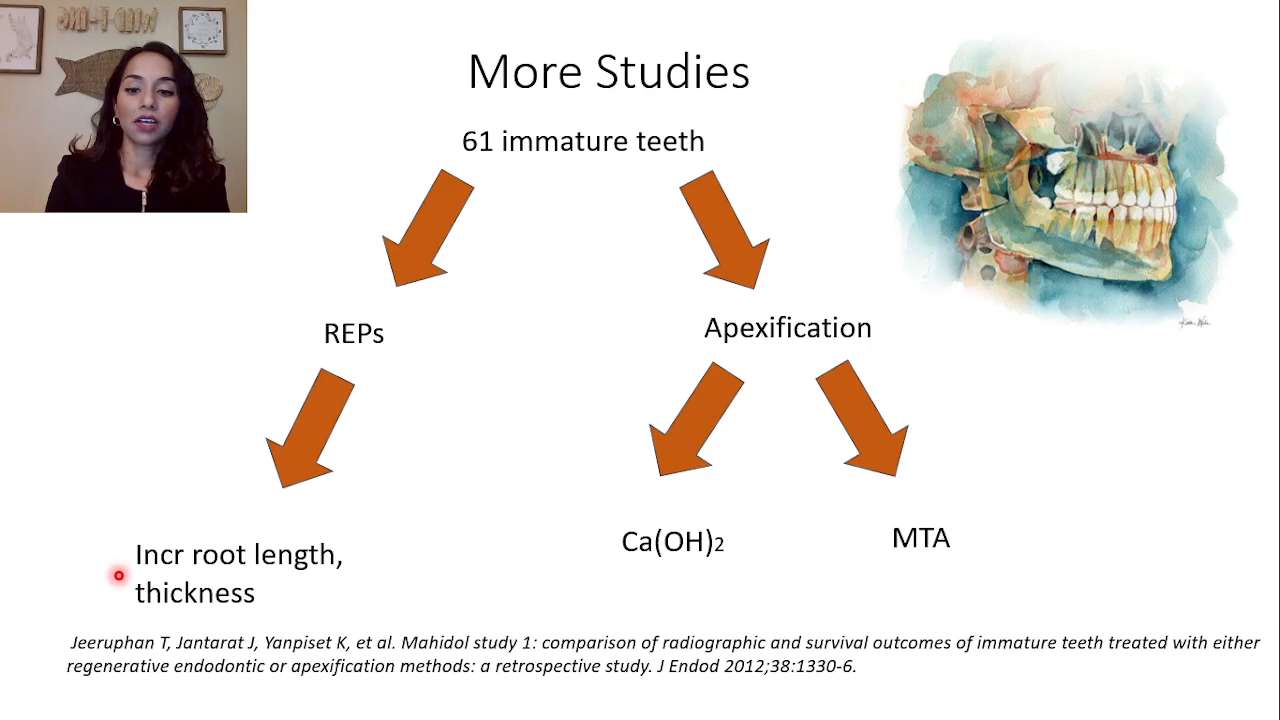 More Studies
61 immature teeth
REPs
Apexification
Ca(OH)2
MTA
Incr root length,
thickness
Jeeruphan T, Jantarat J, Yanpiset K, et al. Mahidol study 1: comparison of radiographic and survival outcomes of immature teeth treated with either
regenerative endodontic or apexification methods: a retrospective study. J Endod 2012;38:1330-6.